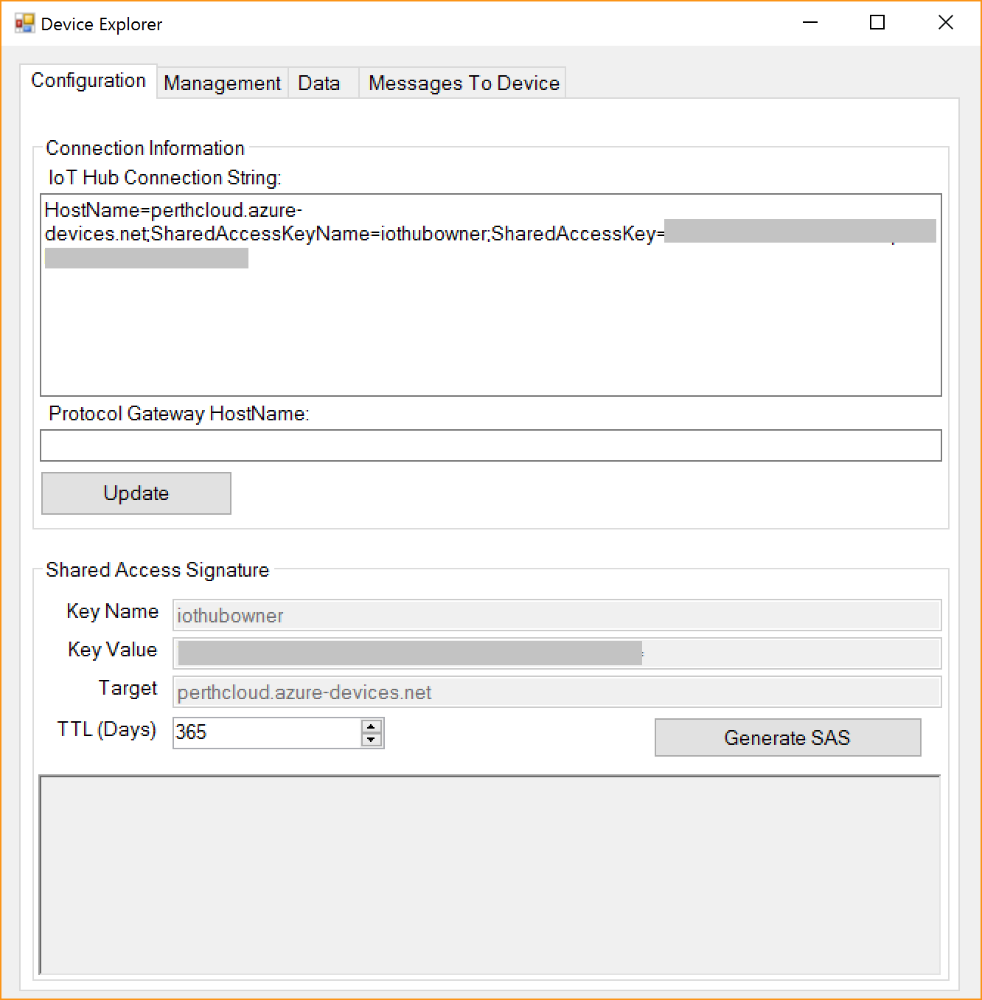 Device Explorer
Configuration Management Data Messages To Device
Connection Information
IoT Hub Connection String:
HostName=perthcloud.azure-
devices.net;SharedAccessKeyName=iothubowner;SharedAccessKey=
Protocol Gateway HostName:
Update
Shared Access Signature
Key Name iothubowner
Key Value
Target perthcloud.azure-devices.net
TTL (Days) 365
Generate SAS